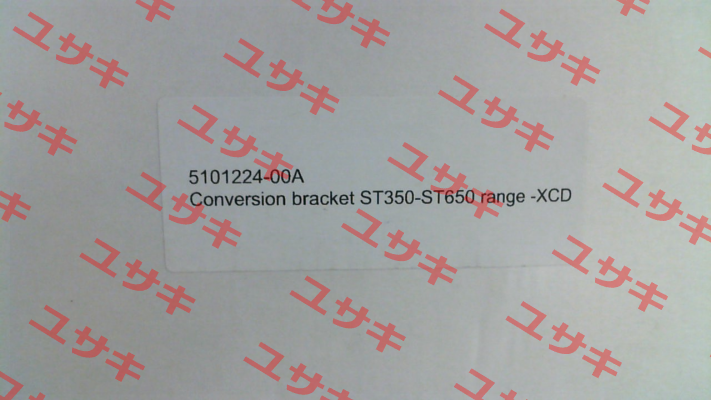 5101224-00A
Conversion bracket ST350-ST650 range -XCD
ユサキ